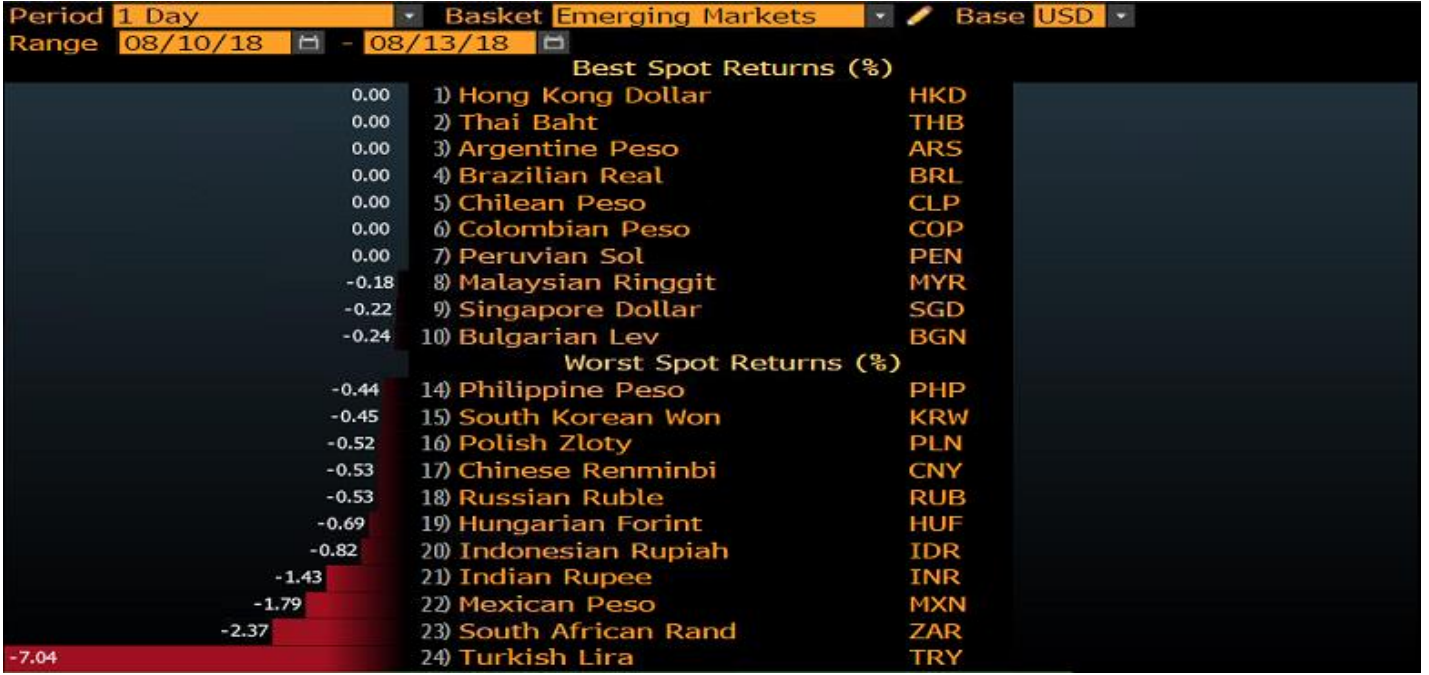 Period 1 Day Basket Emerging Markets Base USD
Range 08/10/18 - 08/13/18
Best Spot Returns (%)
0.00 1) Hong Kong Dollar HKD
0.00 2) Thai Baht THB
0.00 3) Argentine Peso ARS
0.00 4) Brazilian Real BRL
0.00 5) Chilean Peso CLP
0.00 6) Colombian Peso COP
0.00 7) Peruvian Sol PEN
-0.18 8) Malaysian Ringgit MYR
-0.22 9) Singapore Dollar SGD
-0.24 10) Bulgarian Lev BGN
Worst Spot Returns (%)
-0.44 14) Philippine Peso PHP
-0.45 15) South Korean Won KRW
-0.52 16) Polish Zloty PLN
-0.53 17) Chinese Renminbi CNY
-0.53 18) Russian Ruble RUB
-0.69 19) Hungarian Forint HUF
-0.82 20) Indonesian Rupiah IDR
-1.43 21) Indian Rupee INR
-1.79 22) Mexican Peso MXN
-2.37 23) South African Rand ZAR
-7.04 24) Turkish Lira TRY